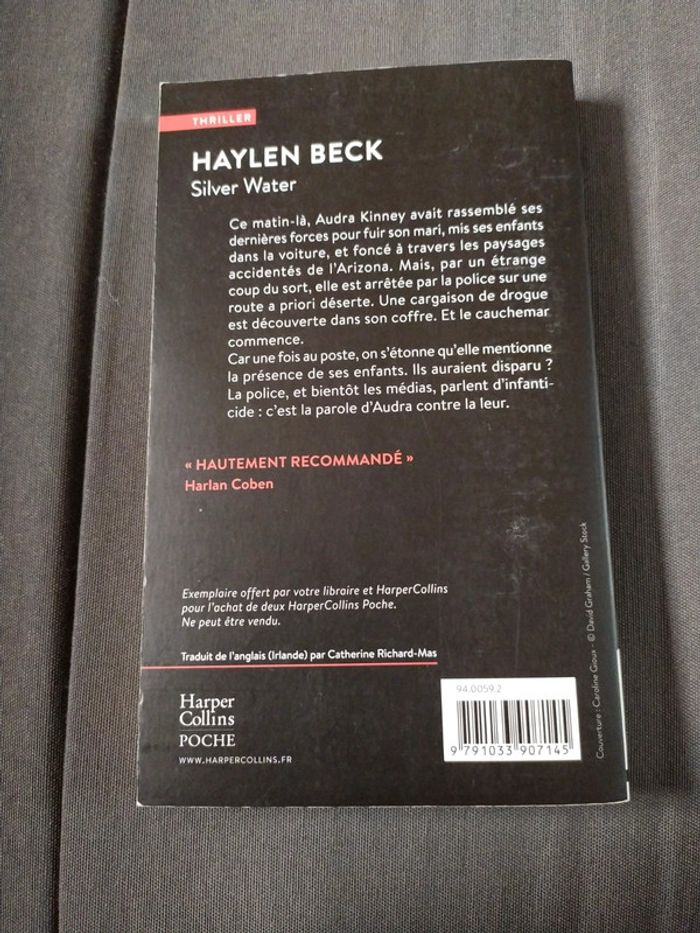 THRILLER
HAYLEN BECK
Silver Water
Ce matin-là, Audra Kinney avait rassemblé ses
dernières forces pour fuir son mari, mis ses enfants
dans la voiture, et foncé à travers les paysages
accidentés de l'Arizona. Mais, par un étrange
coup du sort, elle est arrêtée par la police sur une
route a priori déserte. Une cargaison de drogue
est découverte dans son coffre. Et le cauchemar
commence.
Car une fois au poste, on s'étonne qu'elle mentionne
la présence de ses enfants. Ils auraient disparu ?
La police, et bientôt les médias, parlent d'infanti-
cide : c'est la parole d'Audra contre la leur.
« HAUTEMENT RECOMMANDÉ »
Harlan Coben
Exemplaire offert par votre libraire et HarperCollins
pour l'achat de deux HarperCollins Poche.
Ne peut être vendu.
Traduit de l'anglais (Irlande) par Catherine Richard-Mas
Harper
Collins
POCHE
WWW.HARPERCOLLINS.FR
94.0059.2
9 791033 907145
Couverture : Caroline Gioux - © David Graham / Gallery Stock